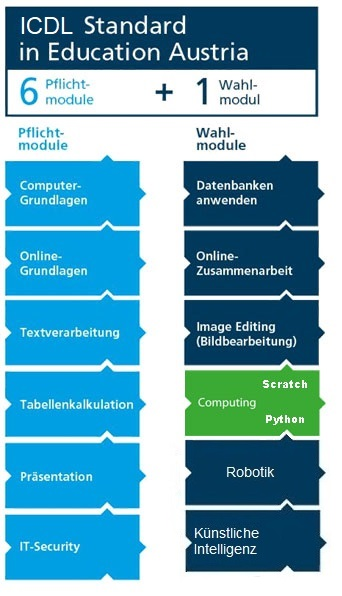 ICDL Standard
in Education Austria
6 Pflicht-
module
+ 1 Wahl-
modul
Pflicht-
module
Computer-
Grundlagen
Online-
Grundlagen
Textverarbeitung
Tabellenkalkulation
Präsentation
IT-Security
Wahl-
module
Datenbanken
anwenden
Online-
Zusammenarbeit
Image Editing
(Bildbearbeitung)
Scratch
Computing
Python
Robotik
Künstliche
Intelligenz